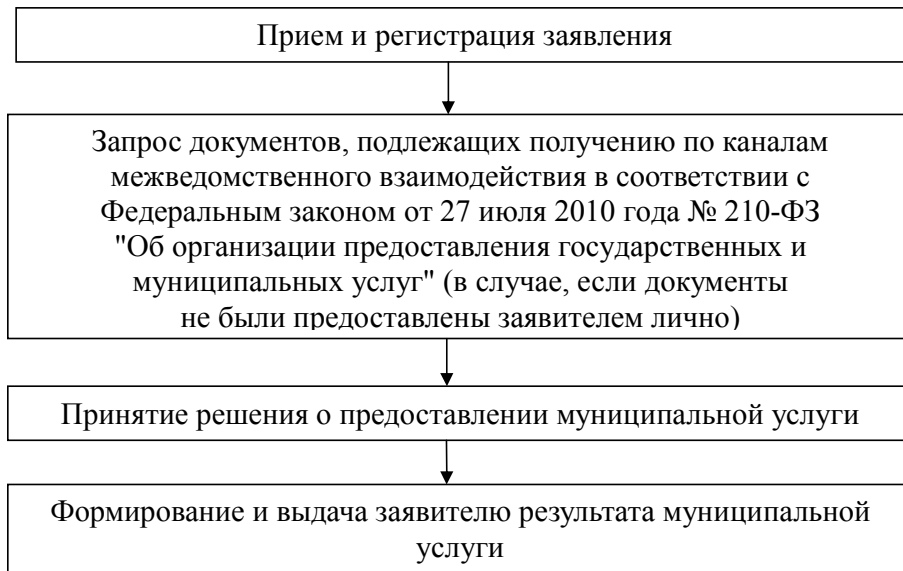 Прием и регистрация заявления
Запрос документов, подлежащих получению по каналам
межведомственного взаимодействия в соответствии с
Федеральным законом от 27 июля 2010 года № 210-ФЗ
"Об организации предоставления государственных и
муниципальных услуг" (в случае, если документы
не были предоставлены заявителем лично)
Принятие решения о предоставлении муниципальной услуги
Формирование и выдача заявителю результата муниципальной
услуги